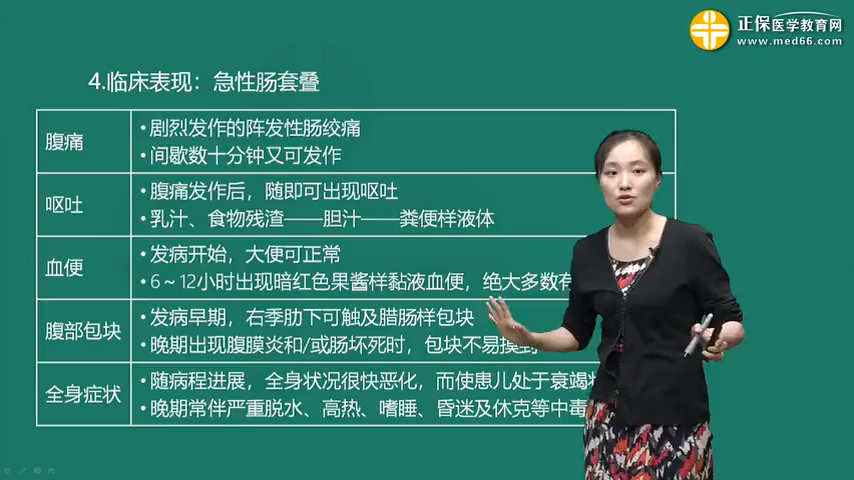 正保医学教育网
www.med66.com
4.临床表现：急性肠套叠
腹痛
•剧烈发作的阵发性肠绞痛
•间歇数十分钟又可发作
呕吐
•腹痛发作后，随即可出现呕吐
•乳汁、食物残渣——胆汁——粪便样液体
血便
•发病开始，大便可正常
•6～12小时出现暗红色果酱样黏液血便，绝大多数有
腹部包块
•发病早期，右季肋下可触及腊肠样包块
•晚期出现腹膜炎和/或肠坏死时，包块不易摸到
全身症状
•随病程进展，全身状况很快恶化，而使患儿处于衰竭
•晚期常伴严重脱水、高热、嗜睡、昏迷及休克等中毒